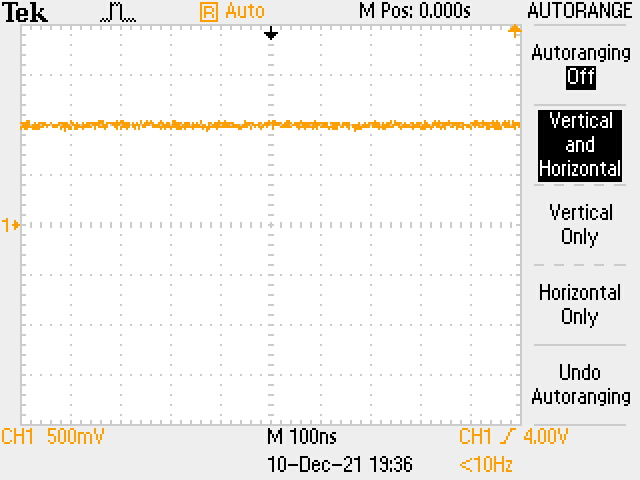 Tek R Auto M Pos: 0.000s AUTORANGE
Autoranging
Off
Vertical
and
Horizontal
1
Vertical
Only
Horizontal
Only
Undo
Autoranging
CH1 500mV M 100ns CH1 4.00V
10-Dec-21 19:36 <10Hz